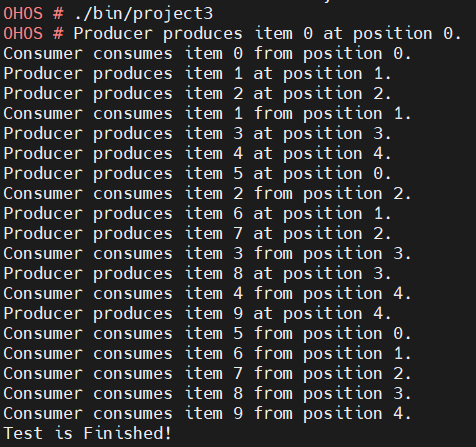 OHOS # ./bin/project3
OHOS # Producer produces item 0 at position 0.
Consumer consumes item 0 from position 0.
Producer produces item 1 at position 1.
Producer produces item 2 at position 2.
Consumer consumes item 1 from position 1.
Producer produces item 3 at position 3.
Producer produces item 4 at position 4.
Producer produces item 5 at position 0.
Consumer consumes item 2 from position 2.
Producer produces item 6 at position 1.
Producer produces item 7 at position 2.
Consumer consumes item 3 from position 3.
Producer produces item 8 at position 3.
Consumer consumes item 4 from position 4.
Producer produces item 9 at position 4.
Consumer consumes item 5 from position 0.
Consumer consumes item 6 from position 1.
Consumer consumes item 7 from position 2.
Consumer consumes item 8 from position 3.
Consumer consumes item 9 from position 4.
Test is Finished!